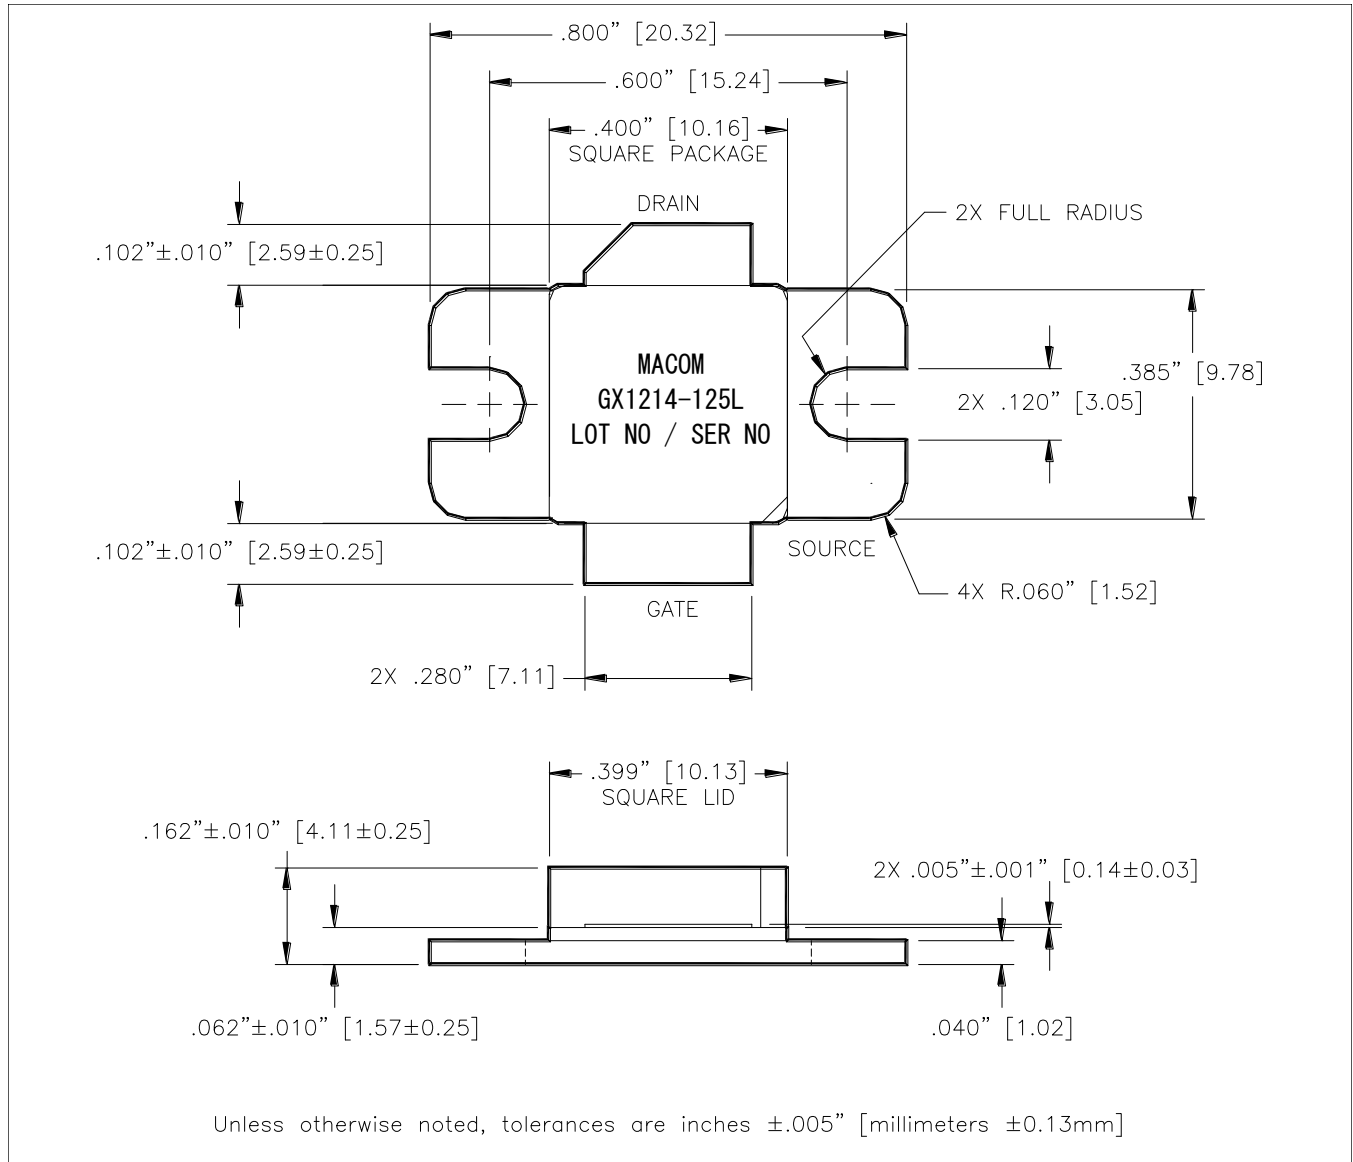 .800” [20.32]
.600” [15.24]
.400” [10.16]
SQUARE PACKAGE
DRAIN
2X FULL RADIUS
.102”±.010” [2.59±0.25]
MACOM
GX1214-125L
LOT NO / SER NO
.385” [9.78]
2X .120” [3.05]
.102”±.010” [2.59±0.25]
SOURCE
4X R.060” [1.52]
GATE
2X .280” [7.11]
.399” [10.13]
SQUARE LID
.162”±.010” [4.11±0.25]
2X .005”±.001” [0.14±0.03]
.062”±.010” [1.57±0.25]
.040” [1.02]
Unless otherwise noted, tolerances are inches ±.005” [millimeters ±0.13mm]